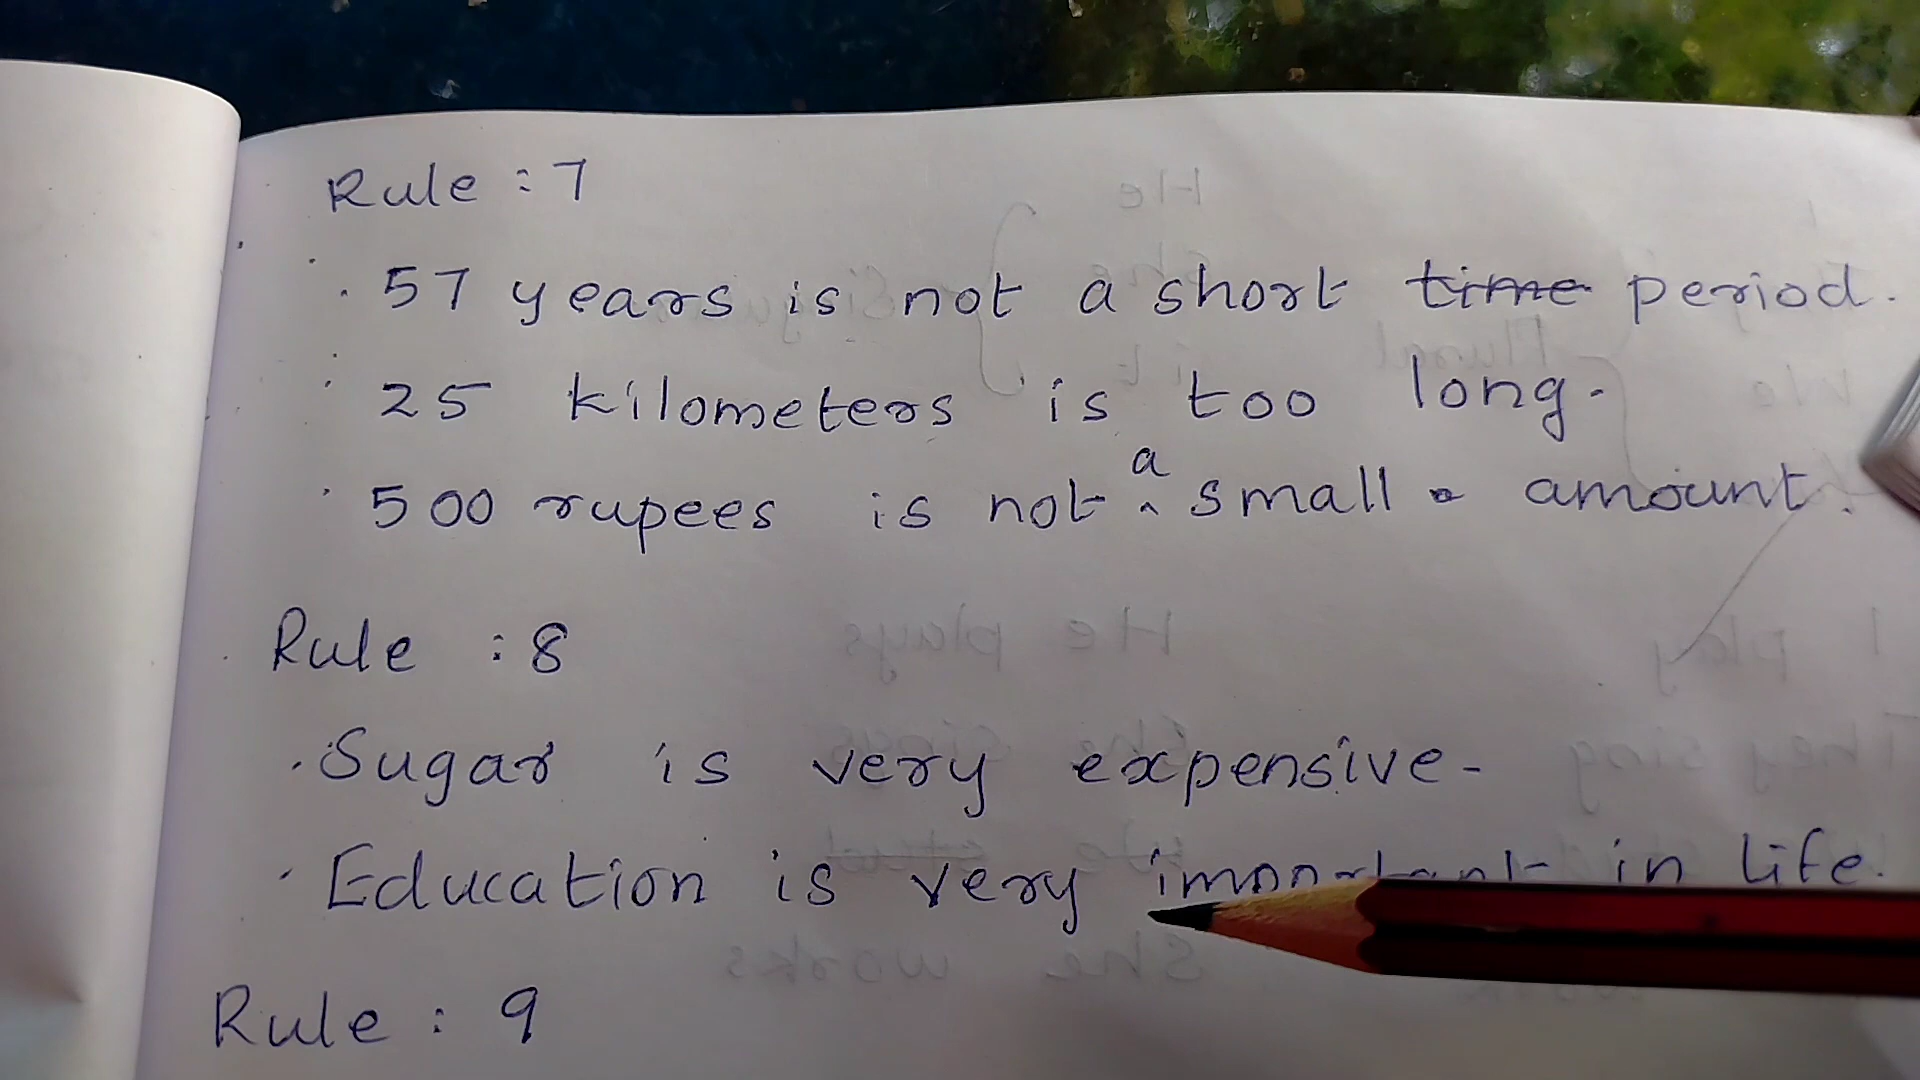 Rule : 7
. 57 years is not a short time period.
. 25 kilometers is too long.
. 500 rupees is not a small amount.
Rule : 8
. Sugar is very expensive.
. Education is very important in life.
Rule : 9